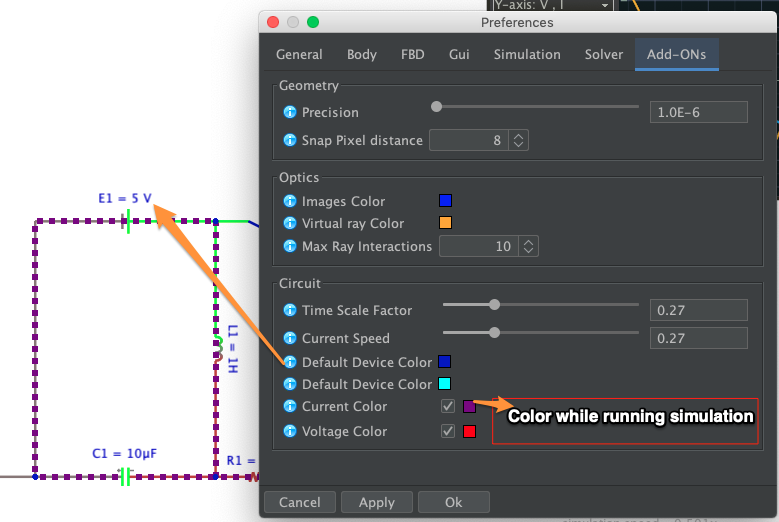 Y-axis: V , I
Preferences
General Body FBD Gui Simulation Solver Add-ONs
Geometry
Precision 1.0E-6
Snap Pixel distance 8
Optics
Images Color
Virtual ray Color
Max Ray Interactions 10
Circuit
Time Scale Factor 0.27
Current Speed 0.27
Default Device Color
Default Device Color
Current Color
Color while running simulation
Voltage Color
Cancel Apply Ok
E1 = 5 V
L1 = 1H
C1 = 10µF
R1 =